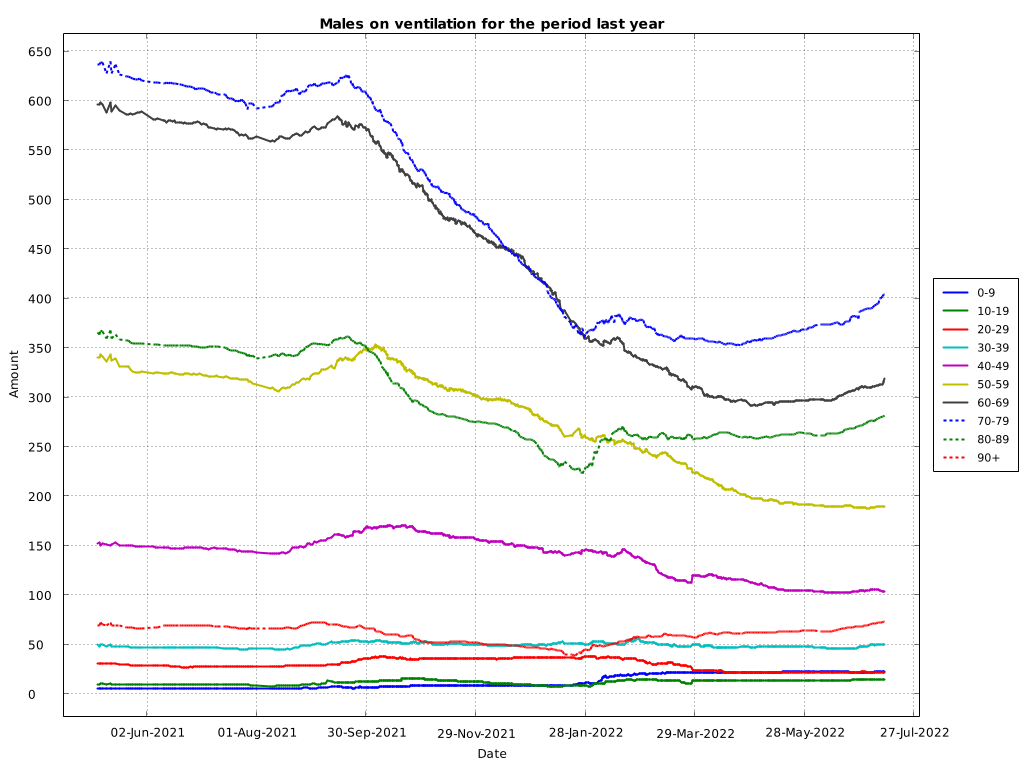 Males on ventilation for the period last year
650
600
550
500
450
400
350
300
250
200
150
100
50
0
Amount
02-Jun-2021
01-Aug-2021
30-Sep-2021
29-Nov-2021
28-Jan-2022
29-Mar-2022
28-May-2022
27-Jul-2022
Date
0-9
10-19
20-29
30-39
40-49
50-59
60-69
70-79
80-89
90+